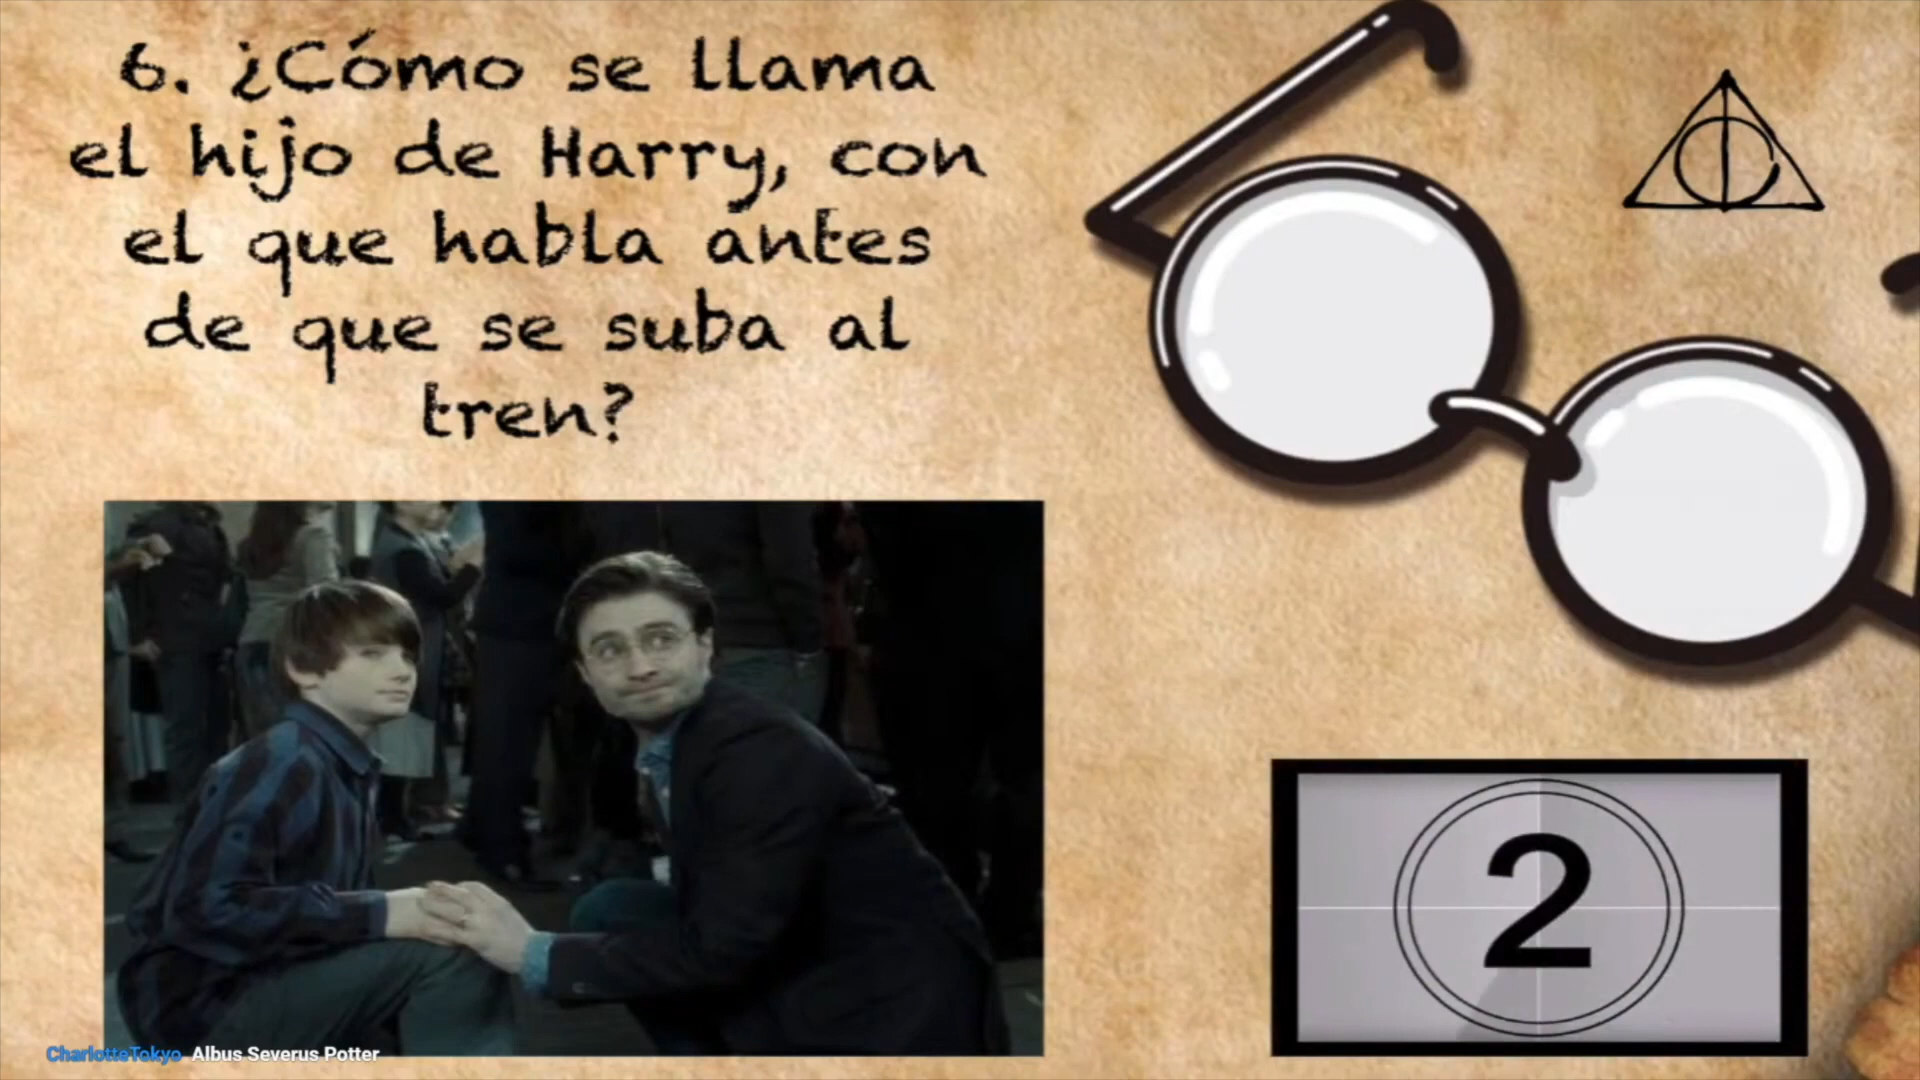 6. ¿Cómo se llama
el hijo de Harry, con
el que habla antes
de que se suba al
tren?
2
CharlotteTokyo Albus Severus Potter